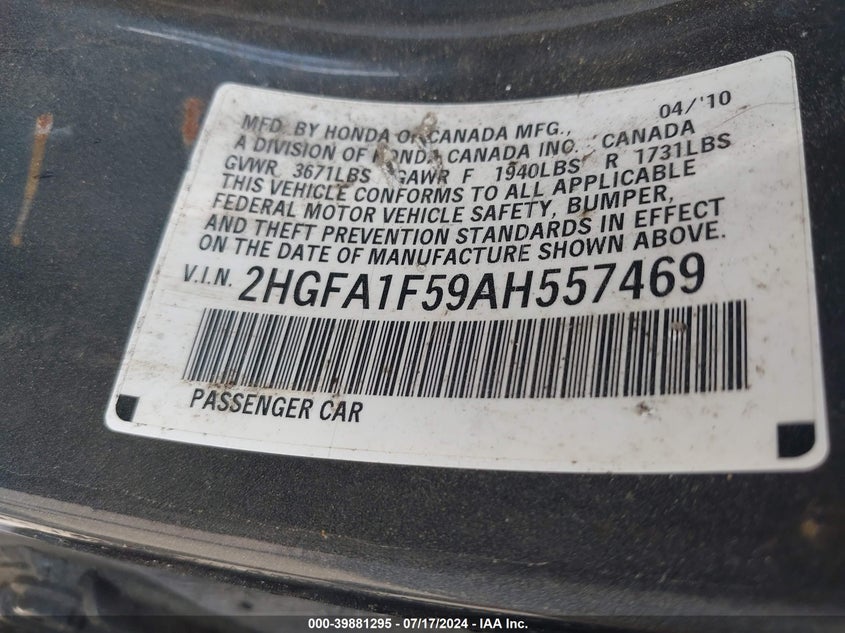 04/'10
MFD. BY HONDA OF CANADA MFG.,
A DIVISION OF HONDA CANADA INC. CANADA
GVWR 3671LBS GAWR F 1940LBS R 1731LBS
THIS VEHICLE CONFORMS TO ALL APPLICABLE
FEDERAL MOTOR VEHICLE SAFETY, BUMPER,
AND THEFT PREVENTION STANDARDS IN EFFECT
ON THE DATE OF MANUFACTURE SHOWN ABOVE.
V.I.N. 2HGFA1F59AH557469
PASSENGER CAR
000-39881295 - 07/17/2024 - IAA Inc.